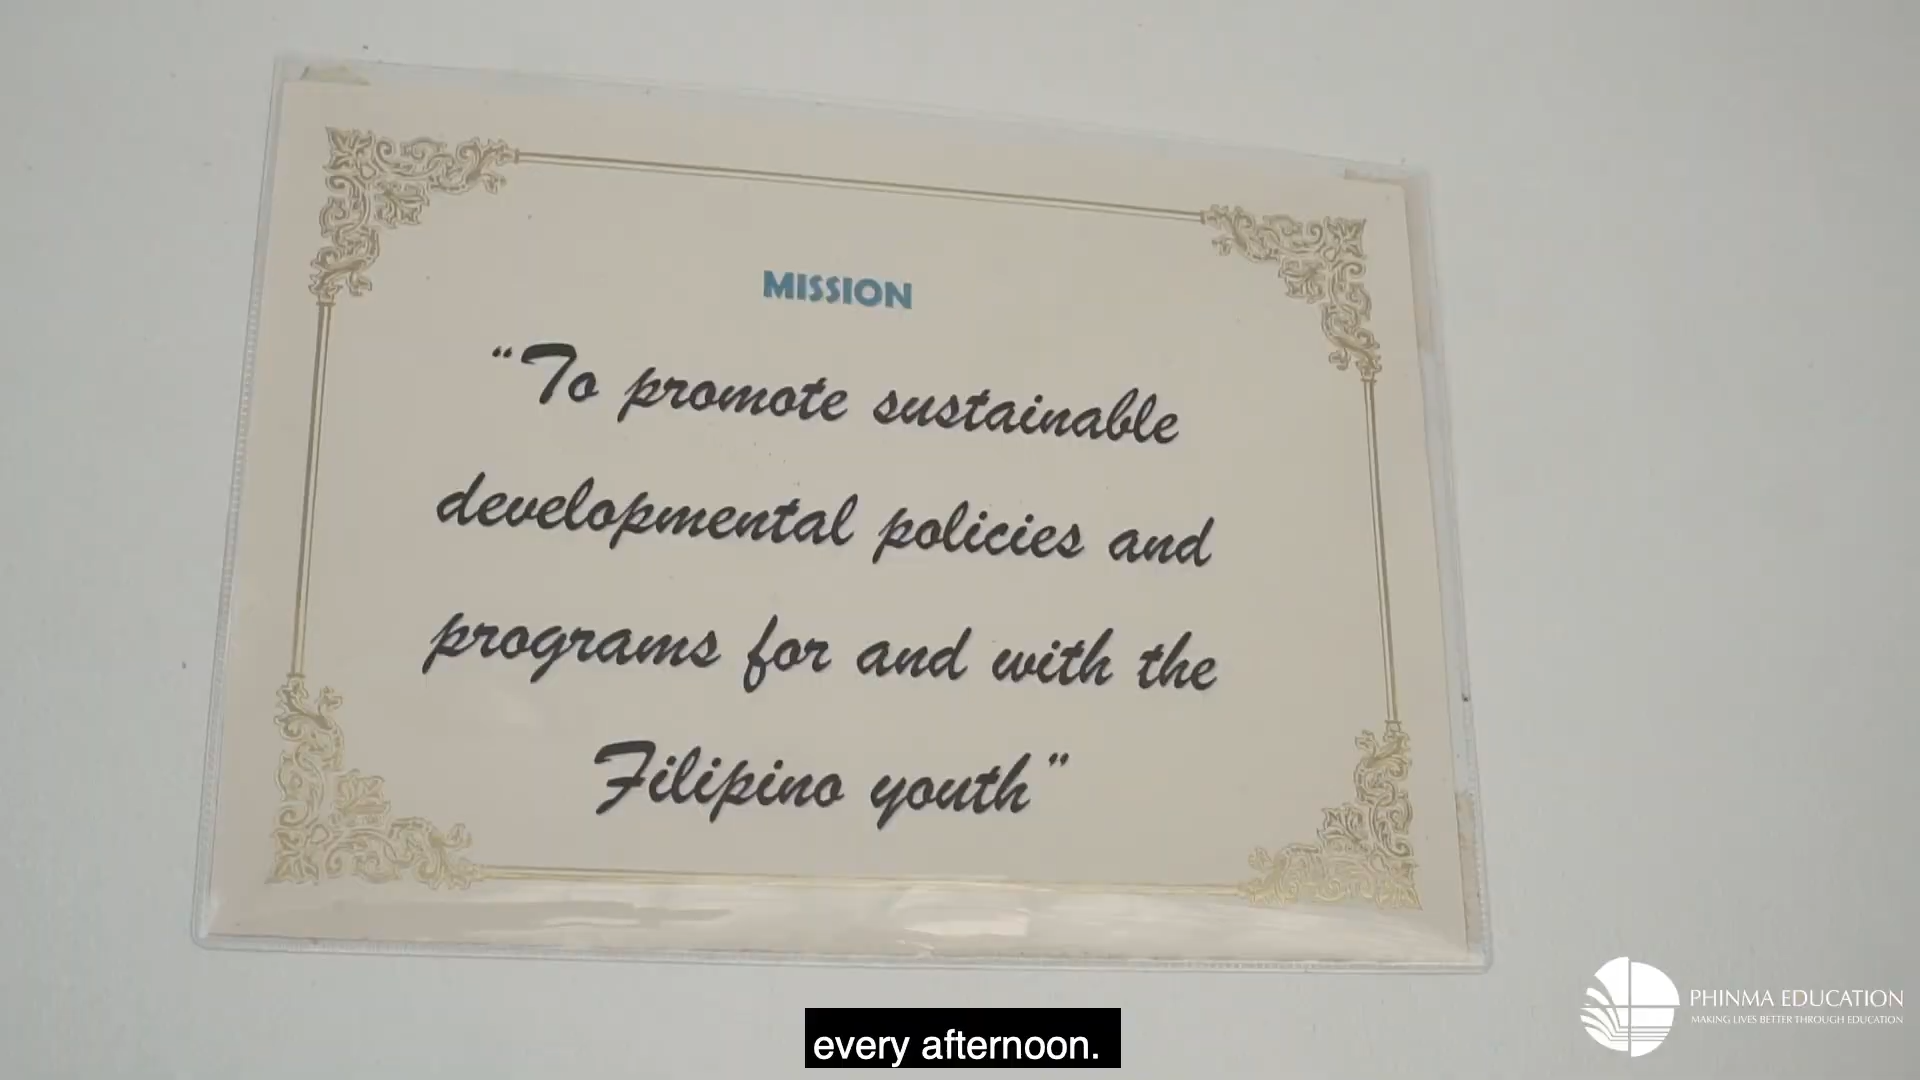 MISSION
“To promote sustainable
developmental policies and
programs for and with the
Filipino youth”
PHINMA EDUCATION
MAKING LIVES BETTER THROUGH EDUCATION
every afternoon.